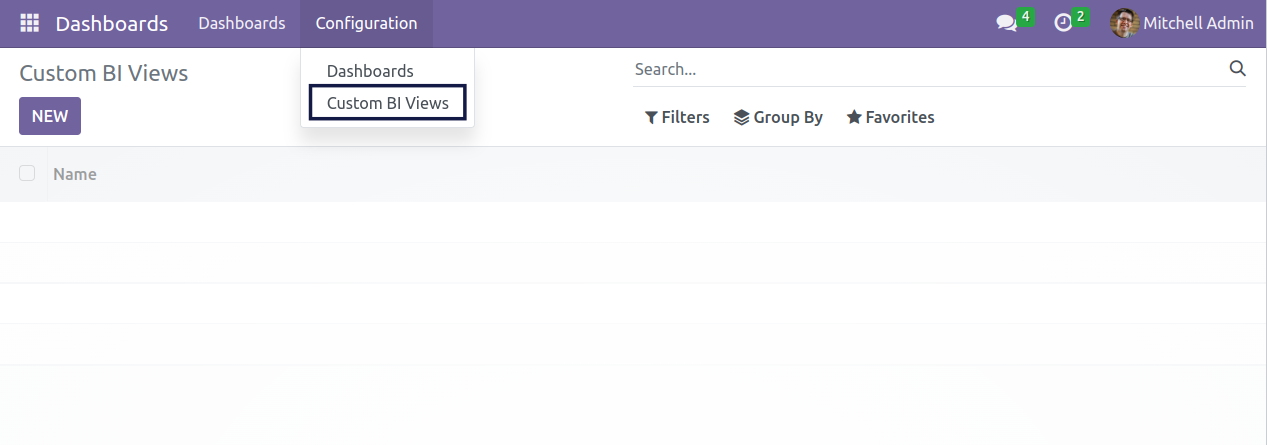 Dashboards Dashboards Configuration 4 2 Mitchell Admin
Custom BI Views
Dashboards
Search...
NEW
Custom BI Views
Filters Group By Favorites
Name